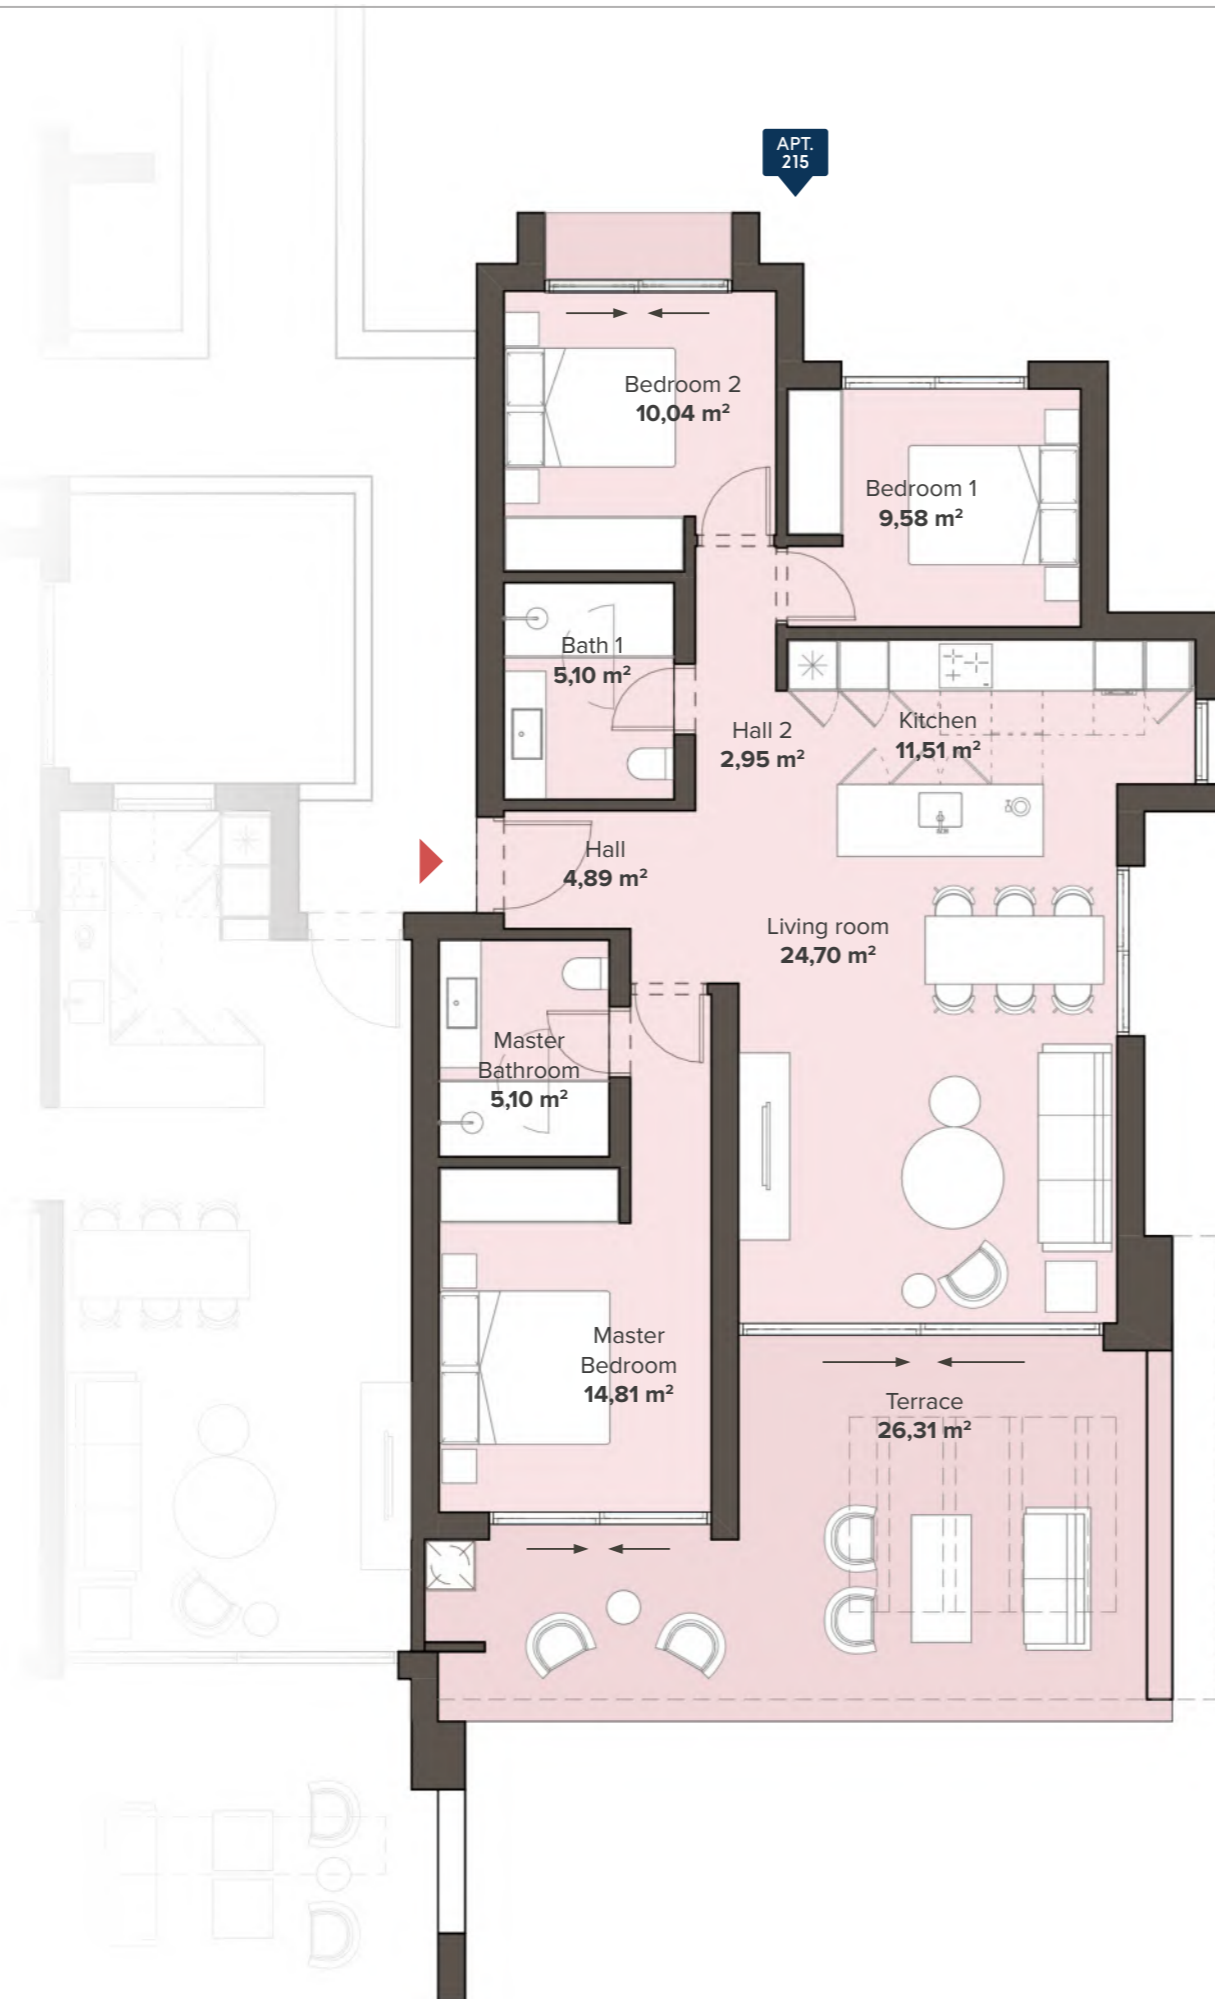 APT.
215
Bedroom 2
10,04 m²
Bedroom 1
9,58 m²
Bath 1
5,10 m²
Hall 2
2,95 m²
Kitchen
11,51 m²
Hall
4,89 m²
Living room
24,70 m²
Master
Bathroom
5,10 m²
Master
Bedroom
14,81 m²
Terrace
26,31 m²